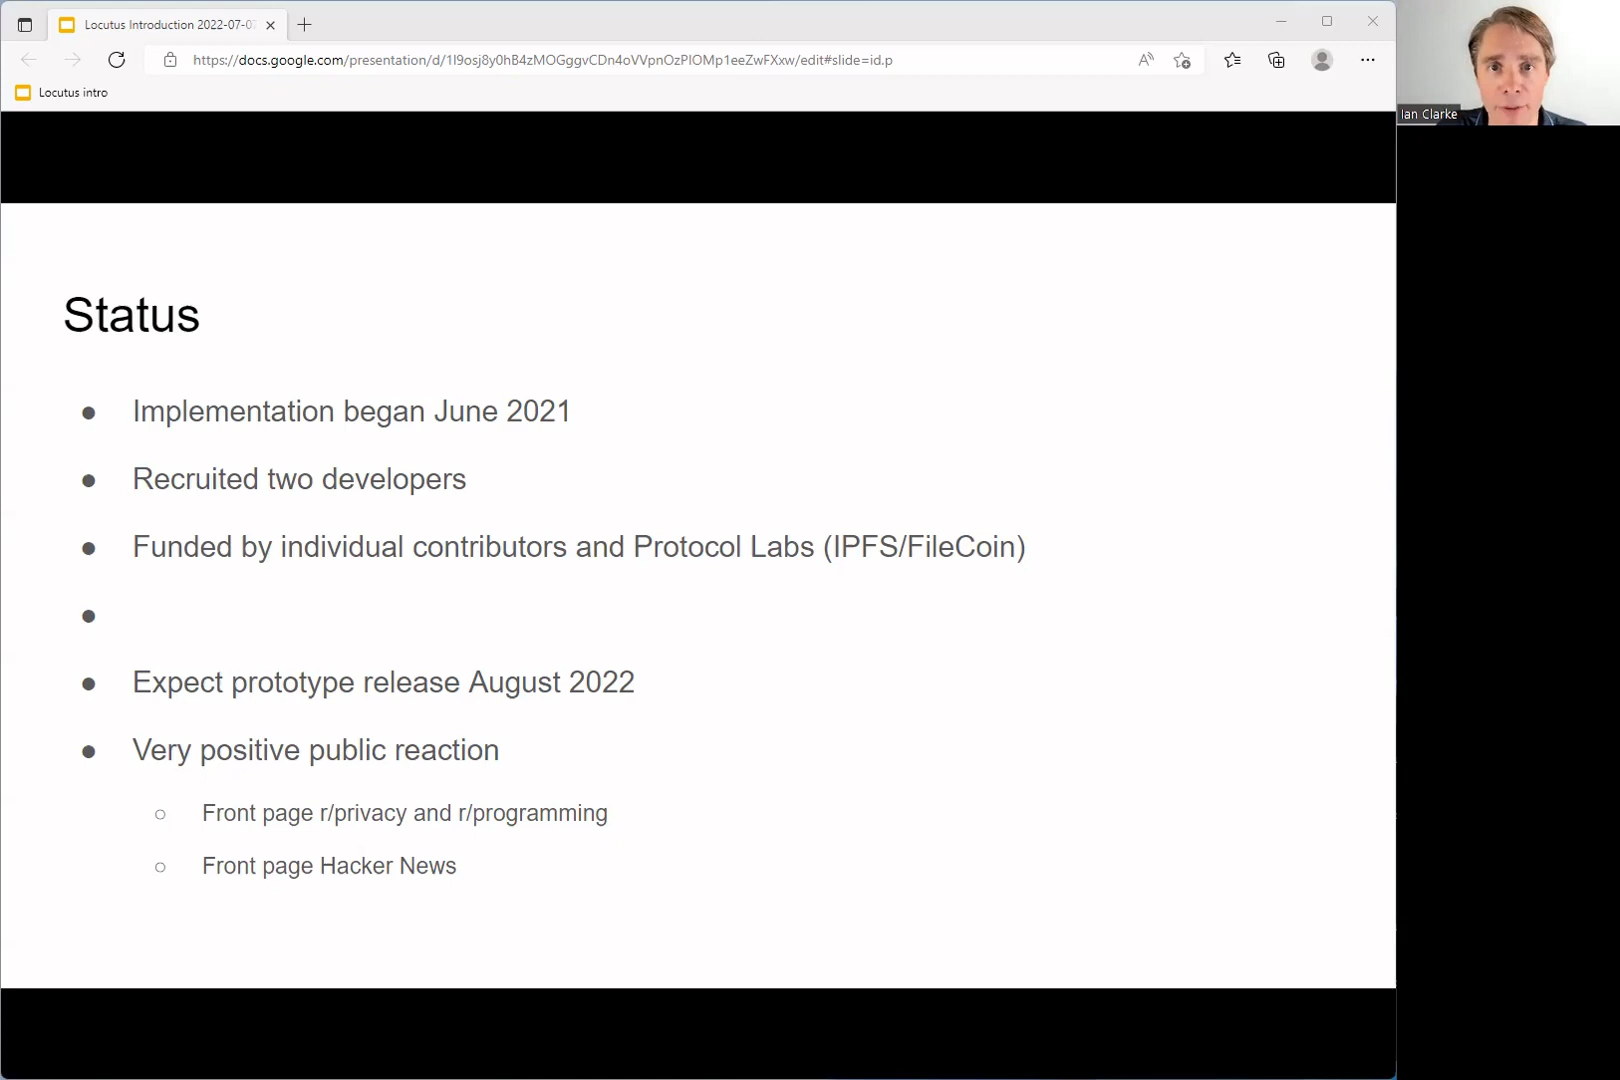 Locutus Introduction 2022-07-0
https://docs.google.com/presentation/d/1l9osj8y0hB4zMOGggvCDn4oVVpnOzPlOMp1eeZwFXxw/edit#slide=id.p
Locutus intro
Ian Clarke
Status
● Implementation began June 2021
● Recruited two developers
● Funded by individual contributors and Protocol Labs (IPFS/FileCoin)
●
● Expect prototype release August 2022
● Very positive public reaction
○ Front page r/privacy and r/programming
○ Front page Hacker News